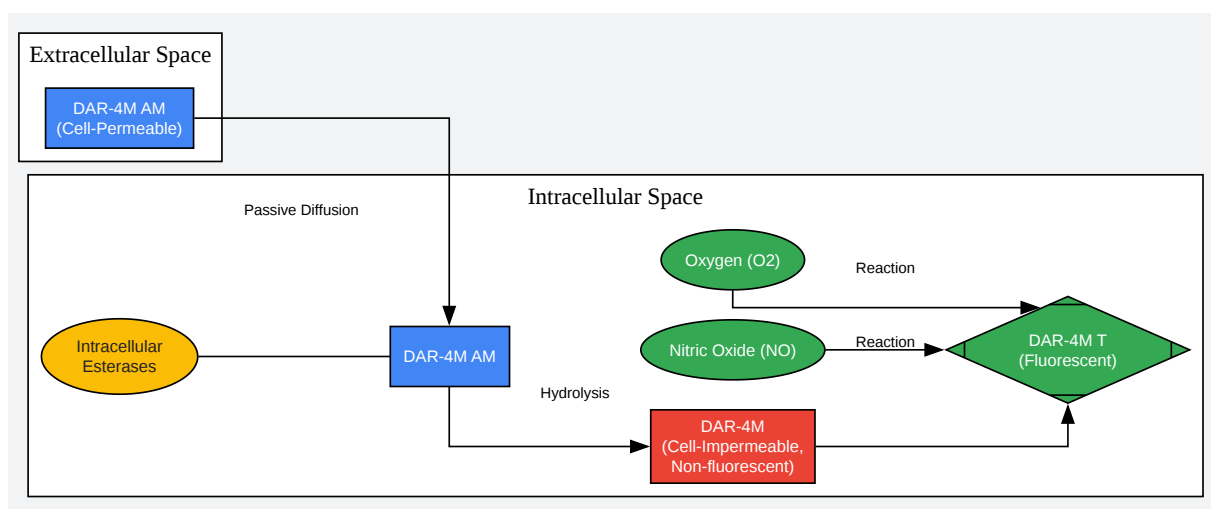 Extracellular Space
DAR-4M AM
(Cell-Permeable)
Intracellular Space
Passive Diffusion
Oxygen (O2)
Reaction
Intracellular
Esterases
DAR-4M AM
Nitric Oxide (NO)
Reaction
DAR-4M T
(Fluorescent)
Hydrolysis
DAR-4M
(Cell-Impermeable,
Non-fluorescent)